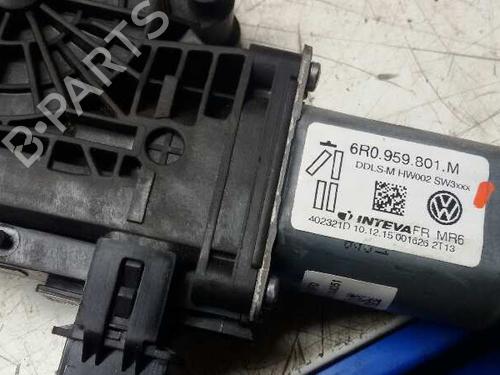 B-PARTS
6R0.959.801.M
DDLS-M HW002 SW3xxx
INTEVA FR MR6
402321D 10.12.15 001626 2T13